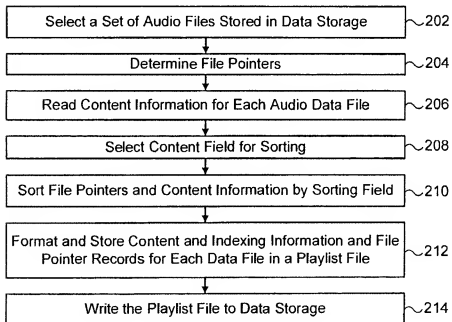 Select a Set of Audio Files Stored in Data Storage
202
Determine File Pointers
204
Read Content Information for Each Audio Data File
206
Select Content Field for Sorting
208
Sort File Pointers and Content Information by Sorting Field
210
Format and Store Content and Indexing Information and File
Pointer Records for Each Data File in a Playlist File
212
Write the Playlist File to Data Storage
214